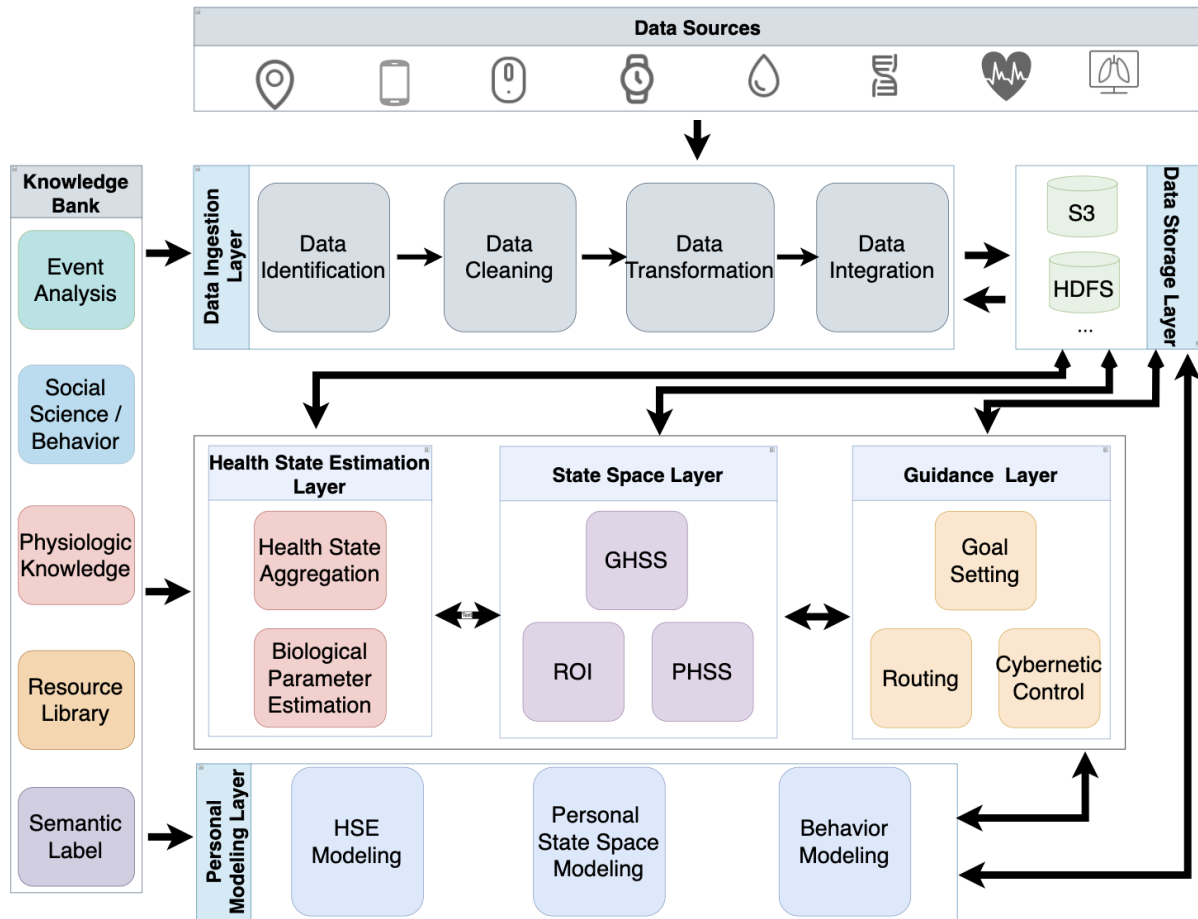 Data Sources
Knowledge
Bank
Event
Analysis
Social
Science /
Behavior
Physiologic
Knowledge
Resource
Library
Semantic
Label
Data Ingestion
Layer
Data
Identification
Data
Cleaning
Data
Transformation
Data
Integration
S3
HDFS
...
Data Storage Layer
Health State Estimation
Layer
Health State
Aggregation
Biological
Parameter
Estimation
Text
State Space Layer
GHSS
ROI
PHSS
Guidance Layer
Goal
Setting
Routing
Cybernetic
Control
Personal
Modeling Layer
HSE
Modeling
Personal
State Space
Modeling
Behavior
Modeling